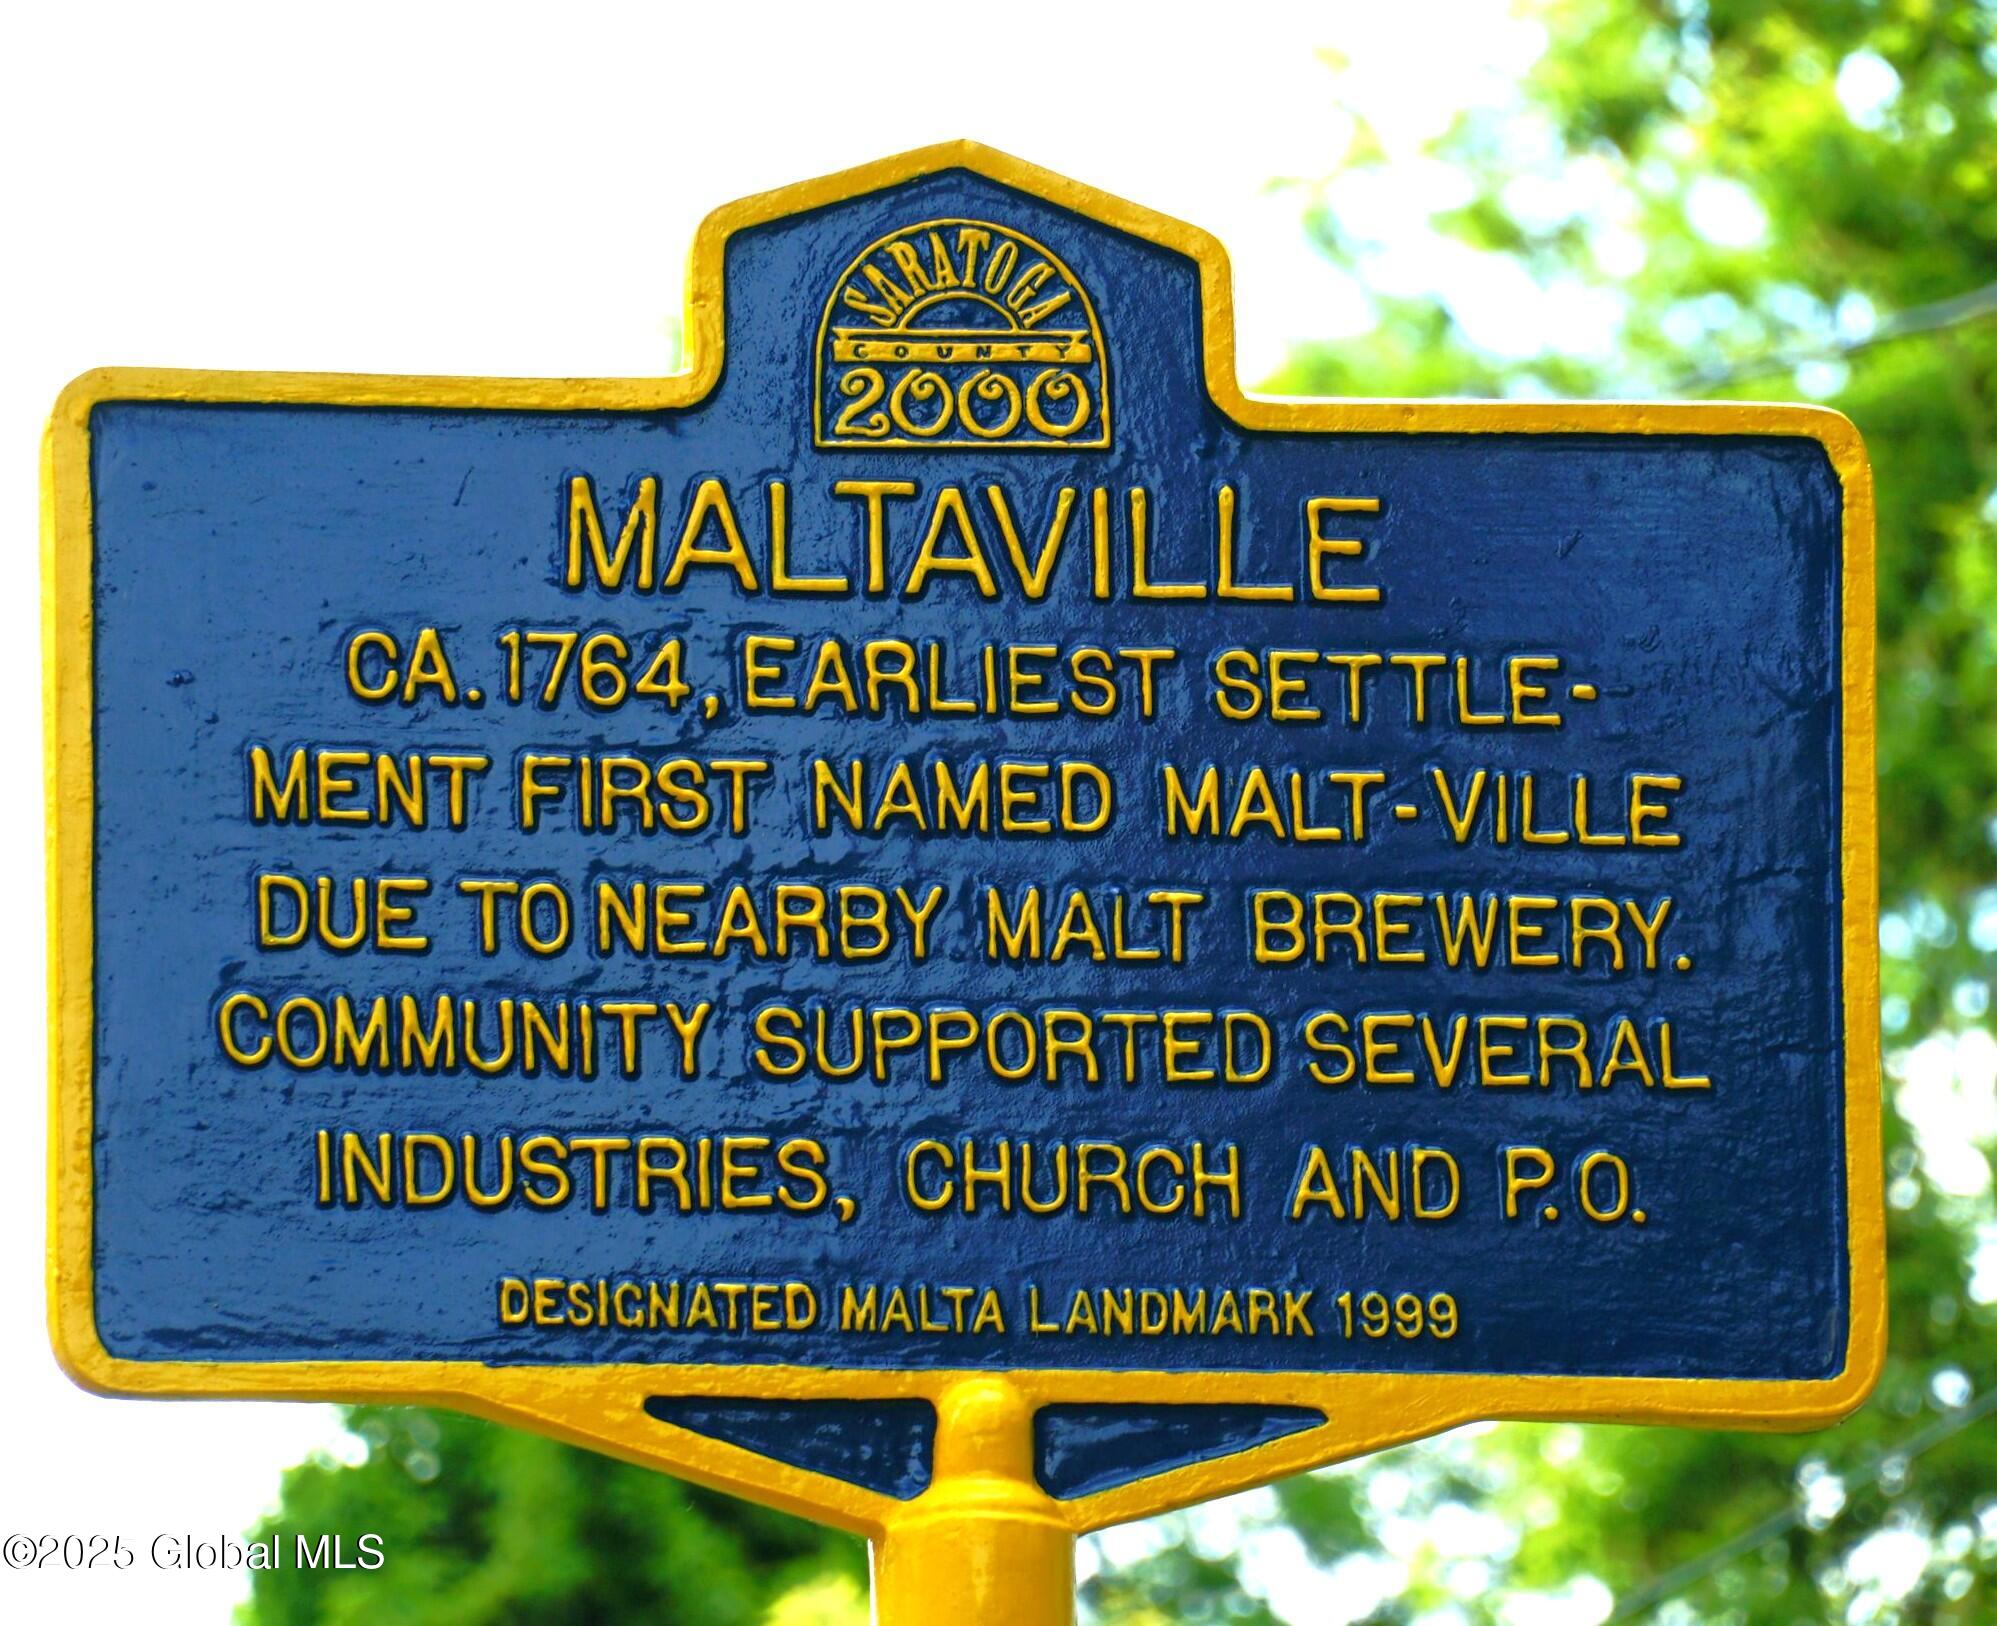 SARATOGA
COUNTY
2000
MALTAVILLE
CA. 1764, EARLIEST SETTLE-
MENT FIRST NAMED MALT-VILLE
DUE TO NEARBY MALT BREWERY.
COMMUNITY SUPPORTED SEVERAL
INDUSTRIES, CHURCH AND P.O.
DESIGNATED MALTA LANDMARK 1999
©2025 Global MLS